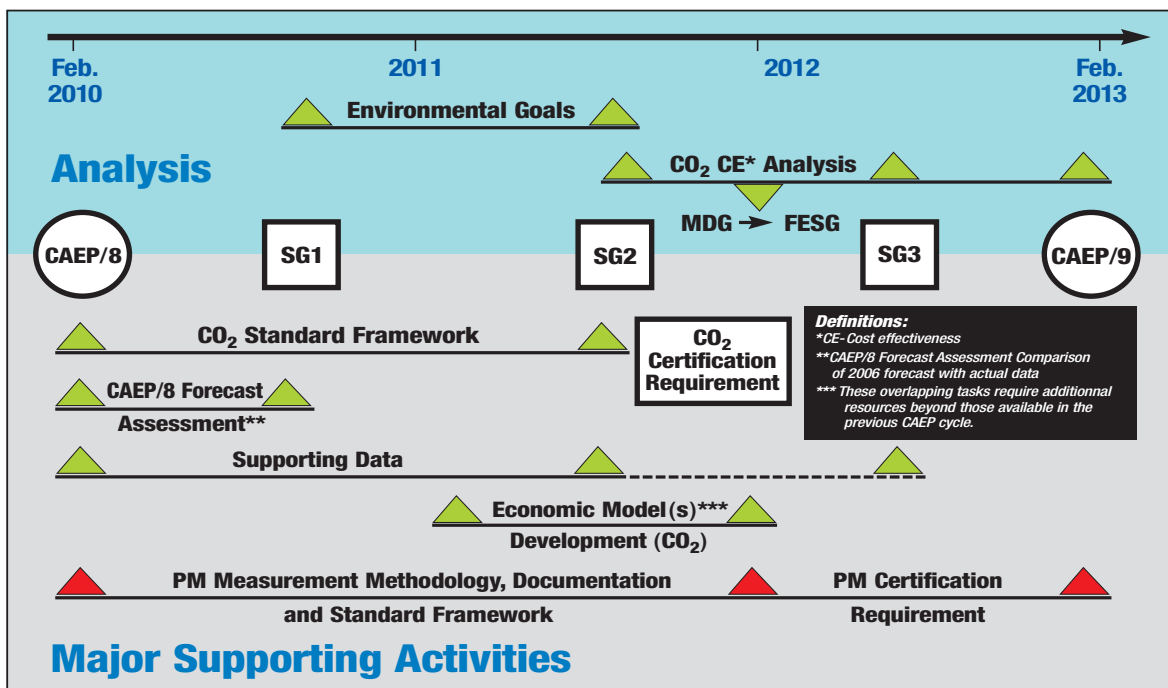 Feb.
2010
2011
2012
Feb.
2013
Environmental Goals
Analysis
CO₂ CE* Analysis
MDG
FESG
CAEP/8
SG1
SG2
SG3
CAEP/9
CO₂ Standard Framework
CO₂
Certification
Requirement
Definitions:
*CE-Cost effectiveness
**CAEP/8 Forecast Assessment Comparison
of 2006 forecast with actual data
*** These overlapping tasks require additionnal
resources beyond those available in the
previous CAEP cycle.
CAEP/8 Forecast
Assessment**
Supporting Data
Economic Model(s)***
Development (CO₂)
PM Measurement Methodology, Documentation
and Standard Framework
PM Certification
Requirement
Major Supporting Activities